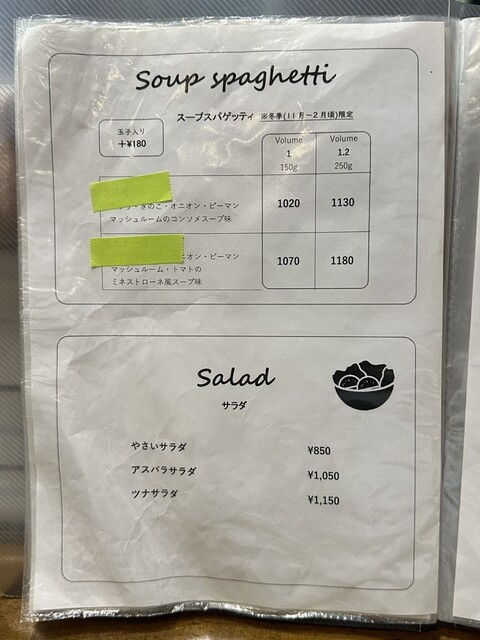 Soup spaghetti
スープスパゲッティ ※冬季(11月～2月頃)限定
玉子入り
＋¥180
Volume
1
150g
Volume
1.2
250g
・きのこ・オニオン・ピーマン
マッシュルームのコンソメスープ味
1020
1130
ニオン・ピーマン
マッシュルーム・トマトの
ミネストローネ風スープ味
1070
1180
Salad
サラダ
やさいサラダ ¥850
アスパラサラダ ¥1,050
ツナサラダ ¥1,150